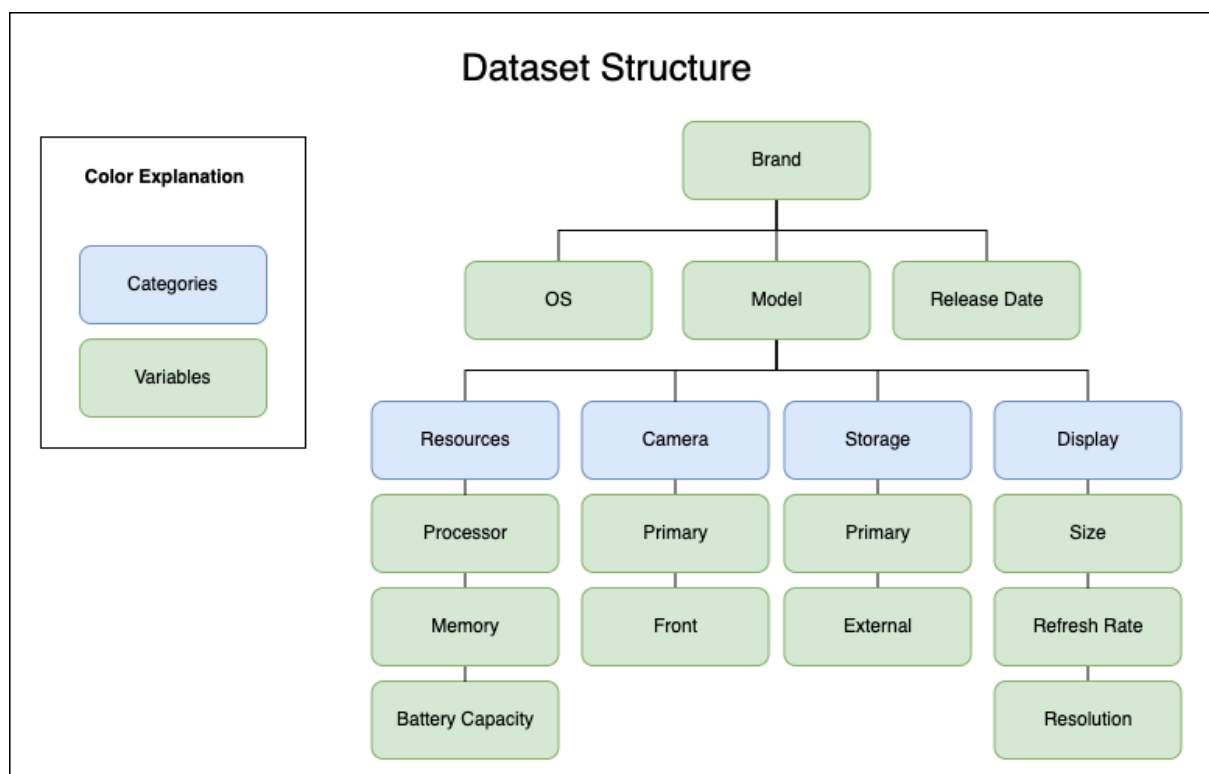 Dataset Structure
Color Explanation
Categories
Variables
Brand
OS
Model
Release Date
Resources
Camera
Storage
Display
Processor
Primary
Primary
Size
Memory
Front
External
Refresh Rate
Battery Capacity
Resolution